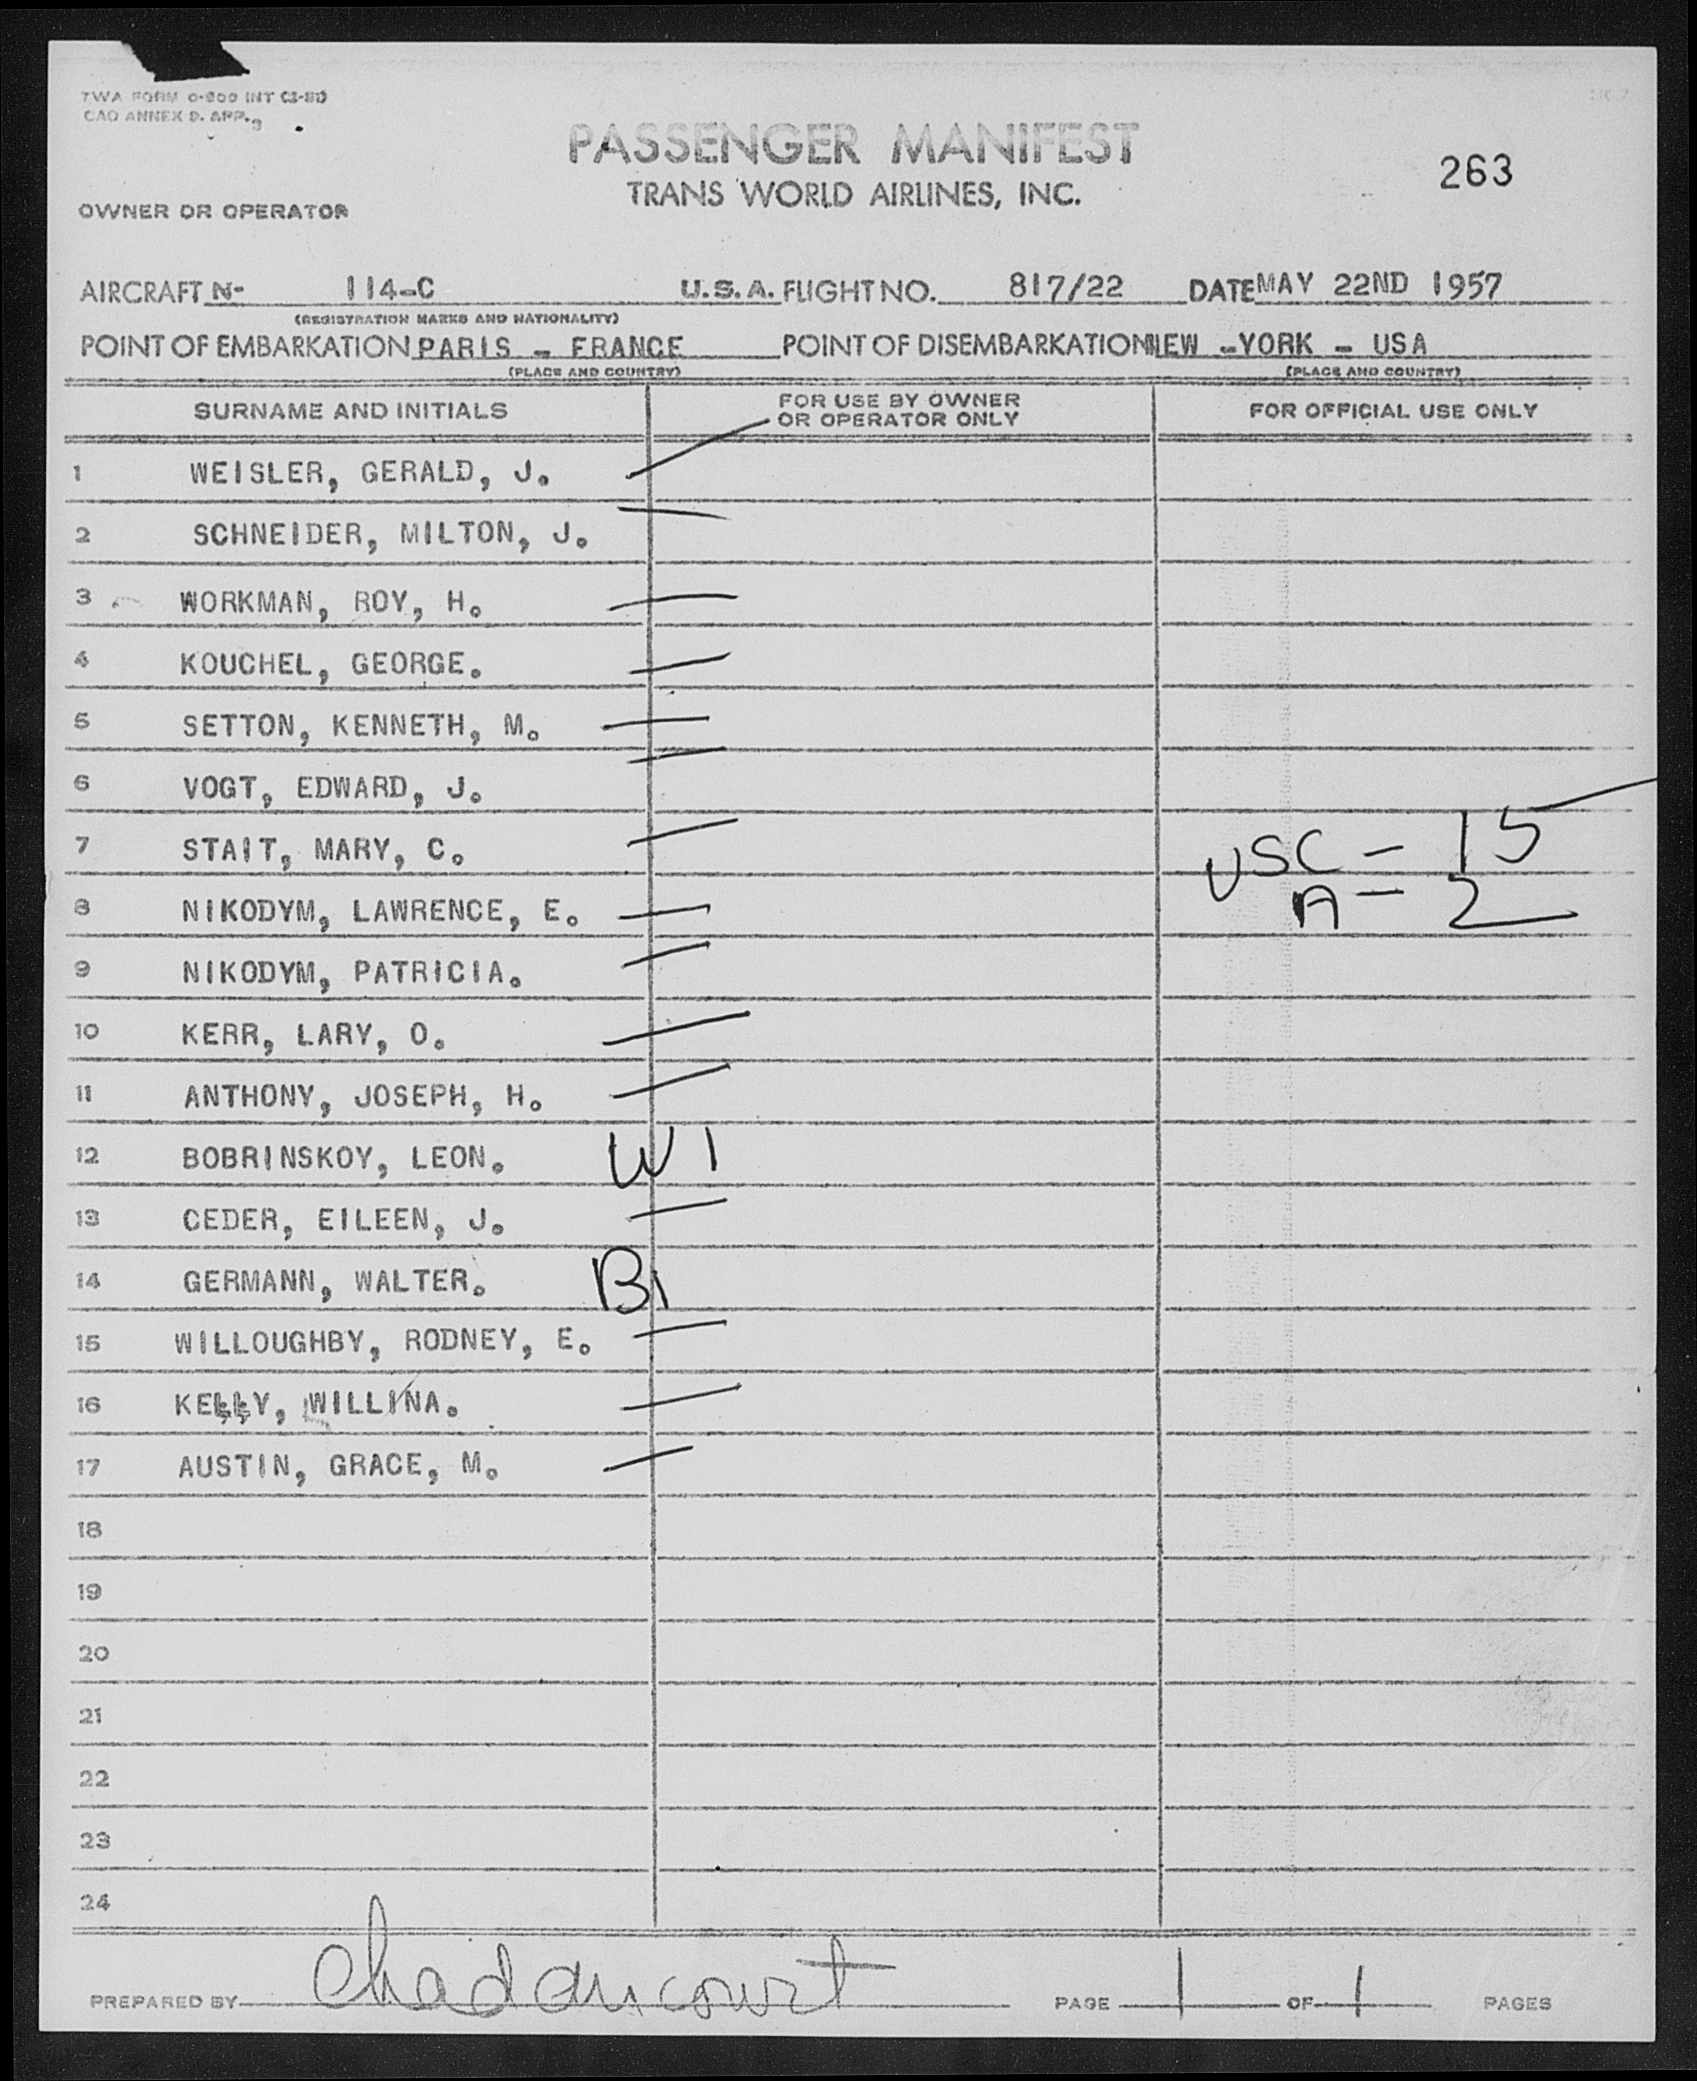 TWA FORM O-800 INT
CAO ANNEX 9. APP. 3
PASSENGER MANIFEST
TRANS WORLD AIRLINES, INC.
263
OWNER OR OPERATOR
AIRCRAFT N- 114-C U.S.A. FLIGHT NO. 817/22 DATE MAY 22ND 1957
(REGISTRATION MARKS AND NATIONALITY)
POINT OF EMBARKATION PARIS - FRANCE POINT OF DISEMBARKATION NEW -YORK - USA
(PLACE AND COUNTRY) (PLACE AND COUNTRY)
SURNAME AND INITIALS FOR USE BY OWNER OR OPERATOR ONLY FOR OFFICIAL USE ONLY
1 WEISLER, GERALD, J.
2 SCHNEIDER, MILTON, J.
3 WORKMAN, ROY, H.
4 KOUCHEL, GEORGE.
5 SETTON, KENNETH, M.
6 VOGT, EDWARD, J.
7 STAIT, MARY, C. USC = 15
8 NIKODYM, LAWRENCE, E. A = 2
9 NIKODYM, PATRICIA.
10 KERR, LARY, O.
11 ANTHONY, JOSEPH, H.
12 BOBRINSKOY, LEON. W1
13 CEDER, EILEEN, J.
14 GERMANN, WALTER. B1
15 WILLOUGHBY, RODNEY, E.
16 KELLY, WILLINA.
17 AUSTIN, GRACE, M.
18
19
20
21
22
23
24
PREPARED BY PAGE 1 OF 1 PAGES